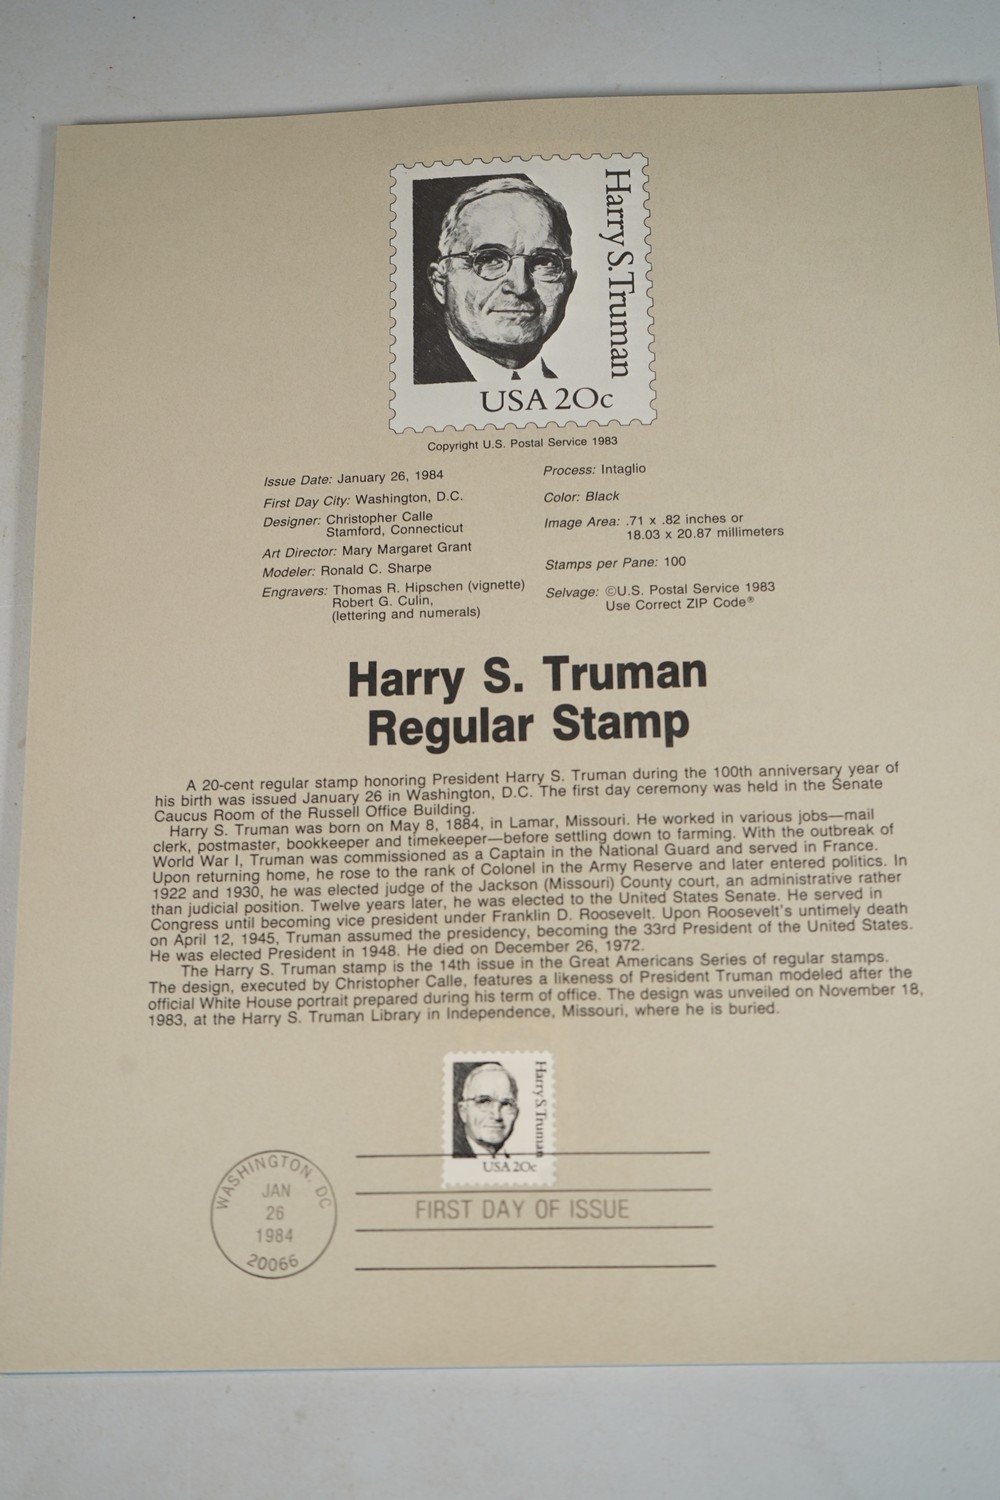 Harry S. Truman
USA 20c
Copyright U.S. Postal Service 1983
Issue Date: January 26, 1984
First Day City: Washington, D.C.
Designer: Christopher Calle
Stamford, Connecticut
Art Director: Mary Margaret Grant
Modeler: Ronald C. Sharpe
Engravers: Thomas R. Hipschen (vignette)
Robert G. Culin,
(lettering and numerals)
Process: Intaglio
Color: Black
Image Area: .71 x .82 inches or
18.03 x 20.87 millimeters
Stamps per Pane: 100
Selvage: ©U.S. Postal Service 1983
Use Correct ZIP Code®
Harry S. Truman
Regular Stamp
A 20-cent regular stamp honoring President Harry S. Truman during the 100th anniversary year of
his birth was issued January 26 in Washington, D.C. The first day ceremony was held in the Senate
Caucus Room of the Russell Office Building.
Harry S. Truman was born on May 8, 1884, in Lamar, Missouri. He worked in various jobs—mail
clerk, postmaster, bookkeeper and timekeeper—before settling down to farming. With the outbreak of
World War I, Truman was commissioned as a Captain in the National Guard and served in France.
Upon returning home, he rose to the rank of Colonel in the Army Reserve and later entered politics. In
1922 and 1930, he was elected judge of the Jackson (Missouri) County court, an administrative rather
than judicial position. Twelve years later, he was elected to the United States Senate. He served in
Congress until becoming vice president under Franklin D. Roosevelt. Upon Roosevelt's untimely death
on April 12, 1945, Truman assumed the presidency, becoming the 33rd President of the United States.
He was elected President in 1948. He died on December 26, 1972.
The Harry S. Truman stamp is the 14th issue in the Great Americans Series of regular stamps.
The design, executed by Christopher Calle, features a likeness of President Truman modeled after the
official White House portrait prepared during his term of office. The design was unveiled on November 18,
1983, at the Harry S. Truman Library in Independence, Missouri, where he is buried.
Harry S. Truman
USA 20c
WASHINGTON, DC
JAN
26
1984
20066
FIRST DAY OF ISSUE